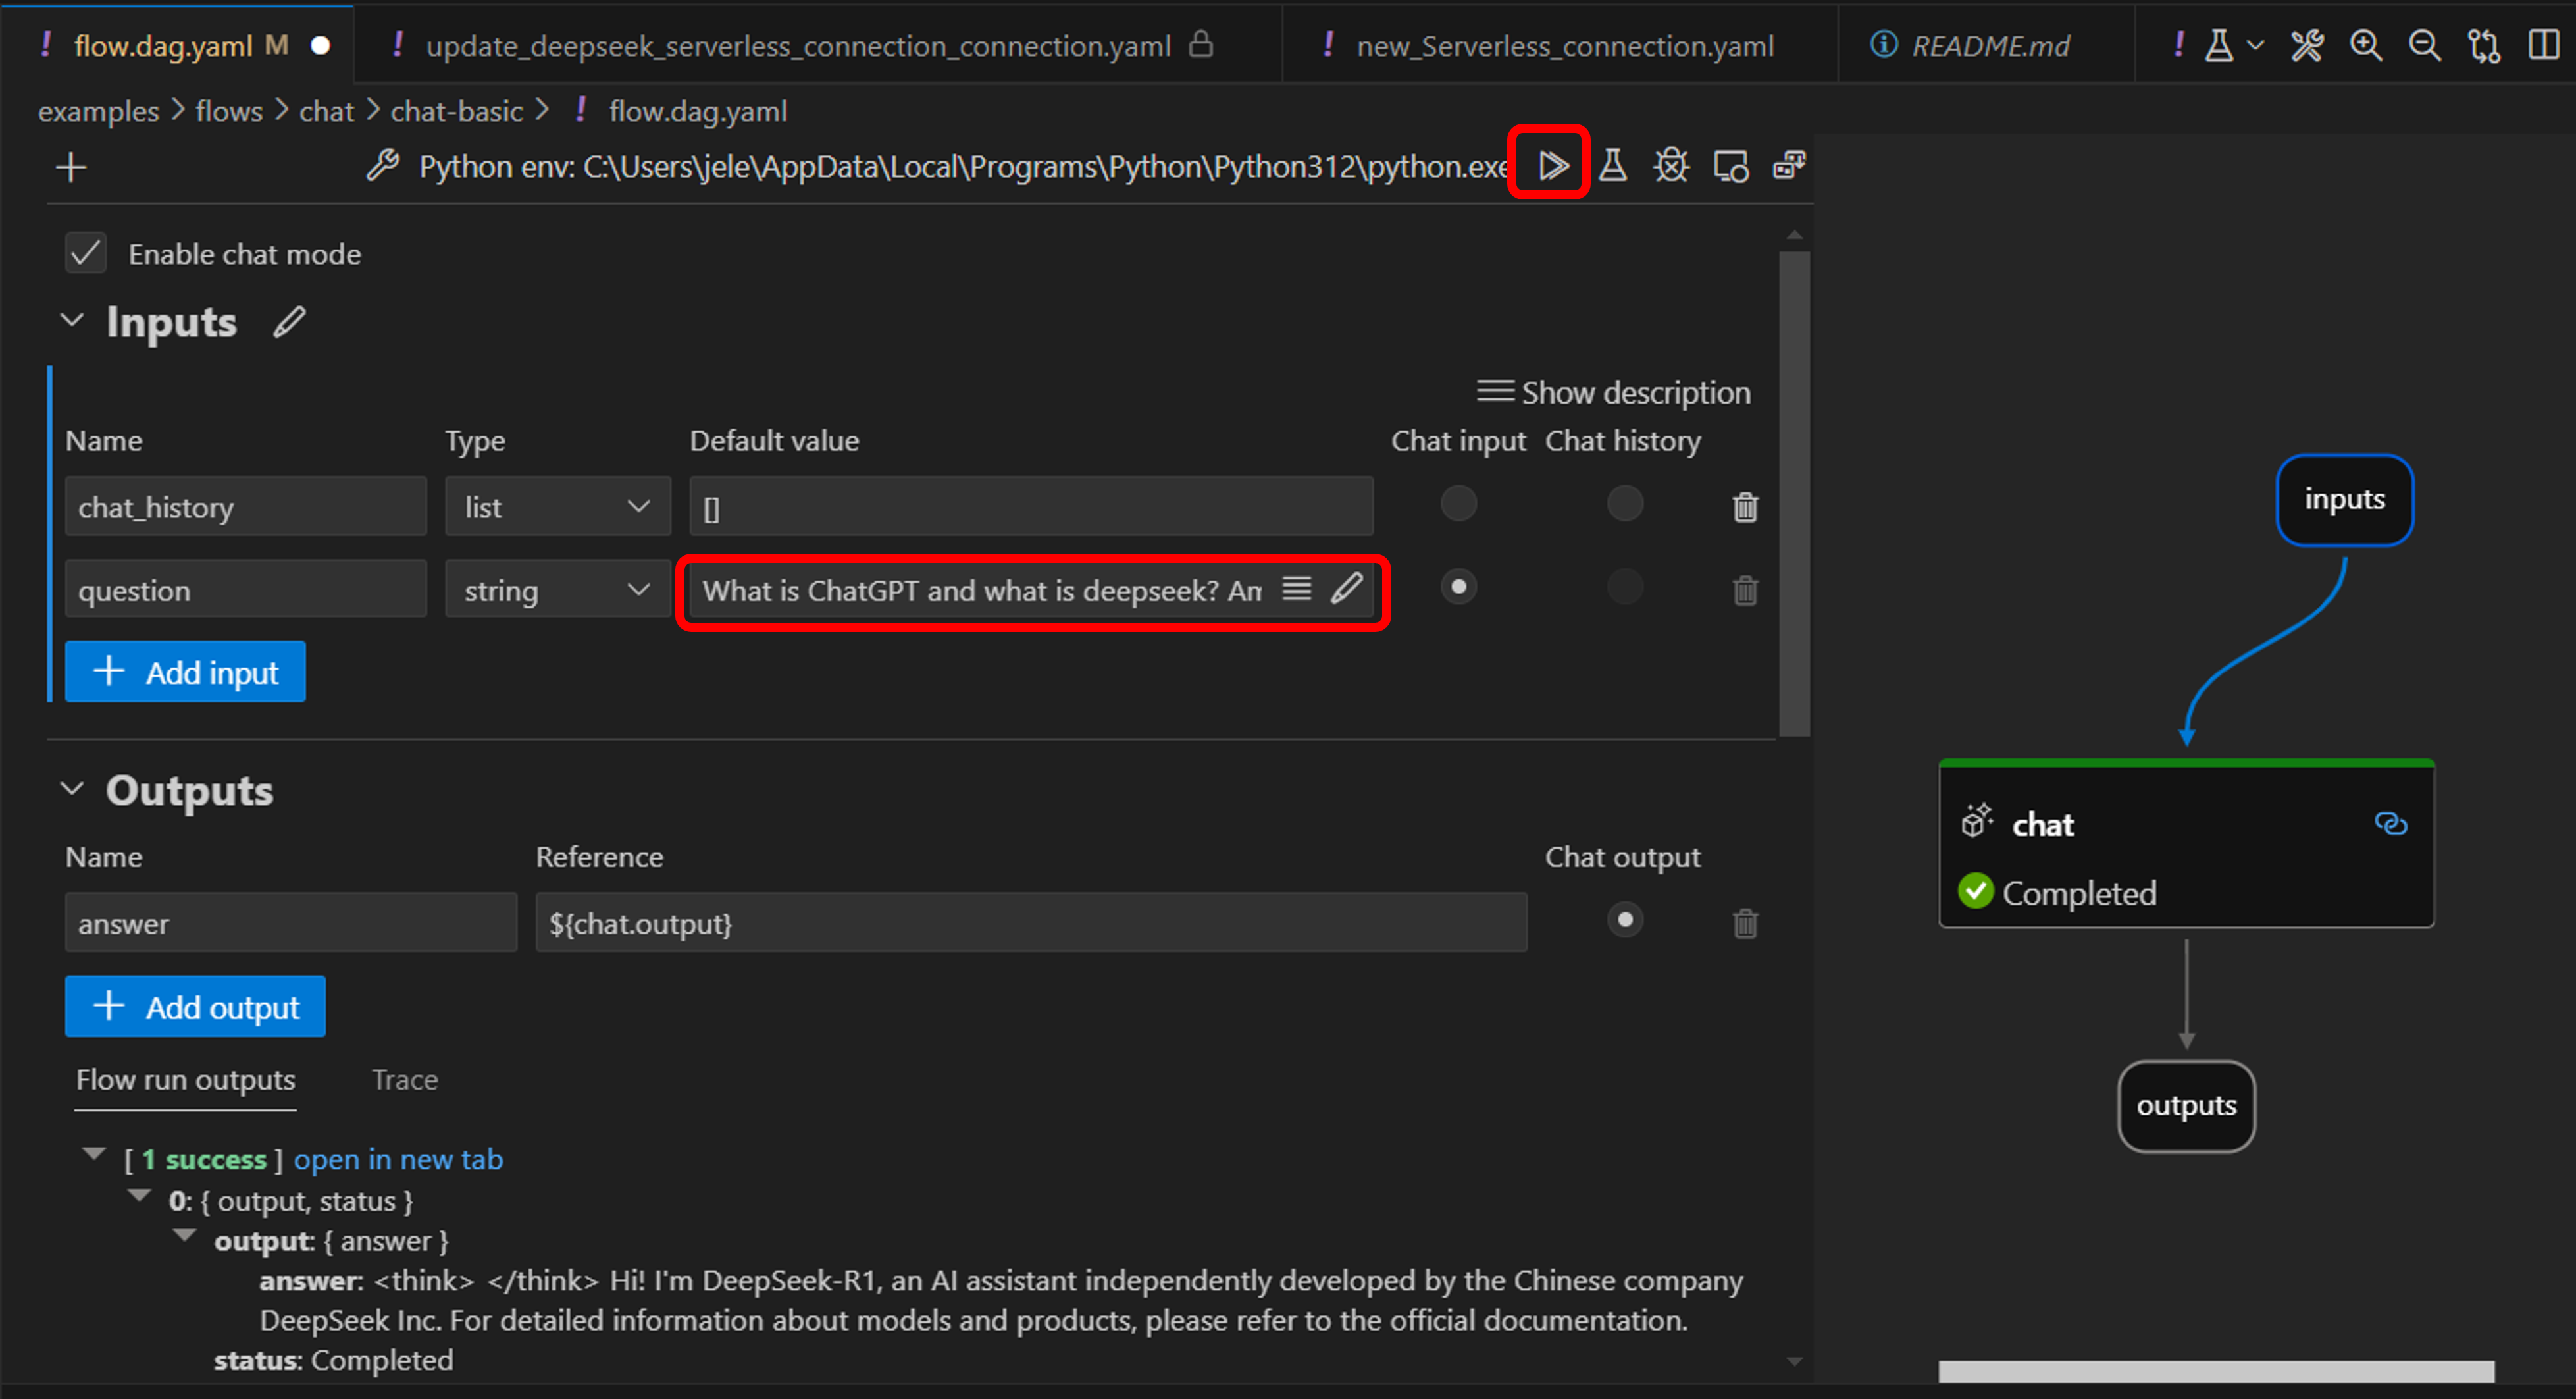 ! flow.dag.yaml M ! update_deepseek_serverless_connection_connection.yaml ! new_Serverless_connection.yaml README.md !
examples > flows > chat > chat-basic > ! flow.dag.yaml
Python env: C:\Users\jele\AppData\Local\Programs\Python\Python312\python.exe
Enable chat mode
Inputs
Show description
Name Type Default value Chat input Chat history
chat_history list []
question string What is ChatGPT and what is deepseek? Am
+ Add input
Outputs
Name Reference Chat output
answer ${chat.output}
+ Add output
Flow run outputs Trace
[ 1 success ] open in new tab
0: { output, status }
output: { answer }
answer: <think> </think> Hi! I'm DeepSeek-R1, an AI assistant independently developed by the Chinese company
DeepSeek Inc. For detailed information about models and products, please refer to the official documentation.
status: Completed
inputs
chat
Completed
outputs